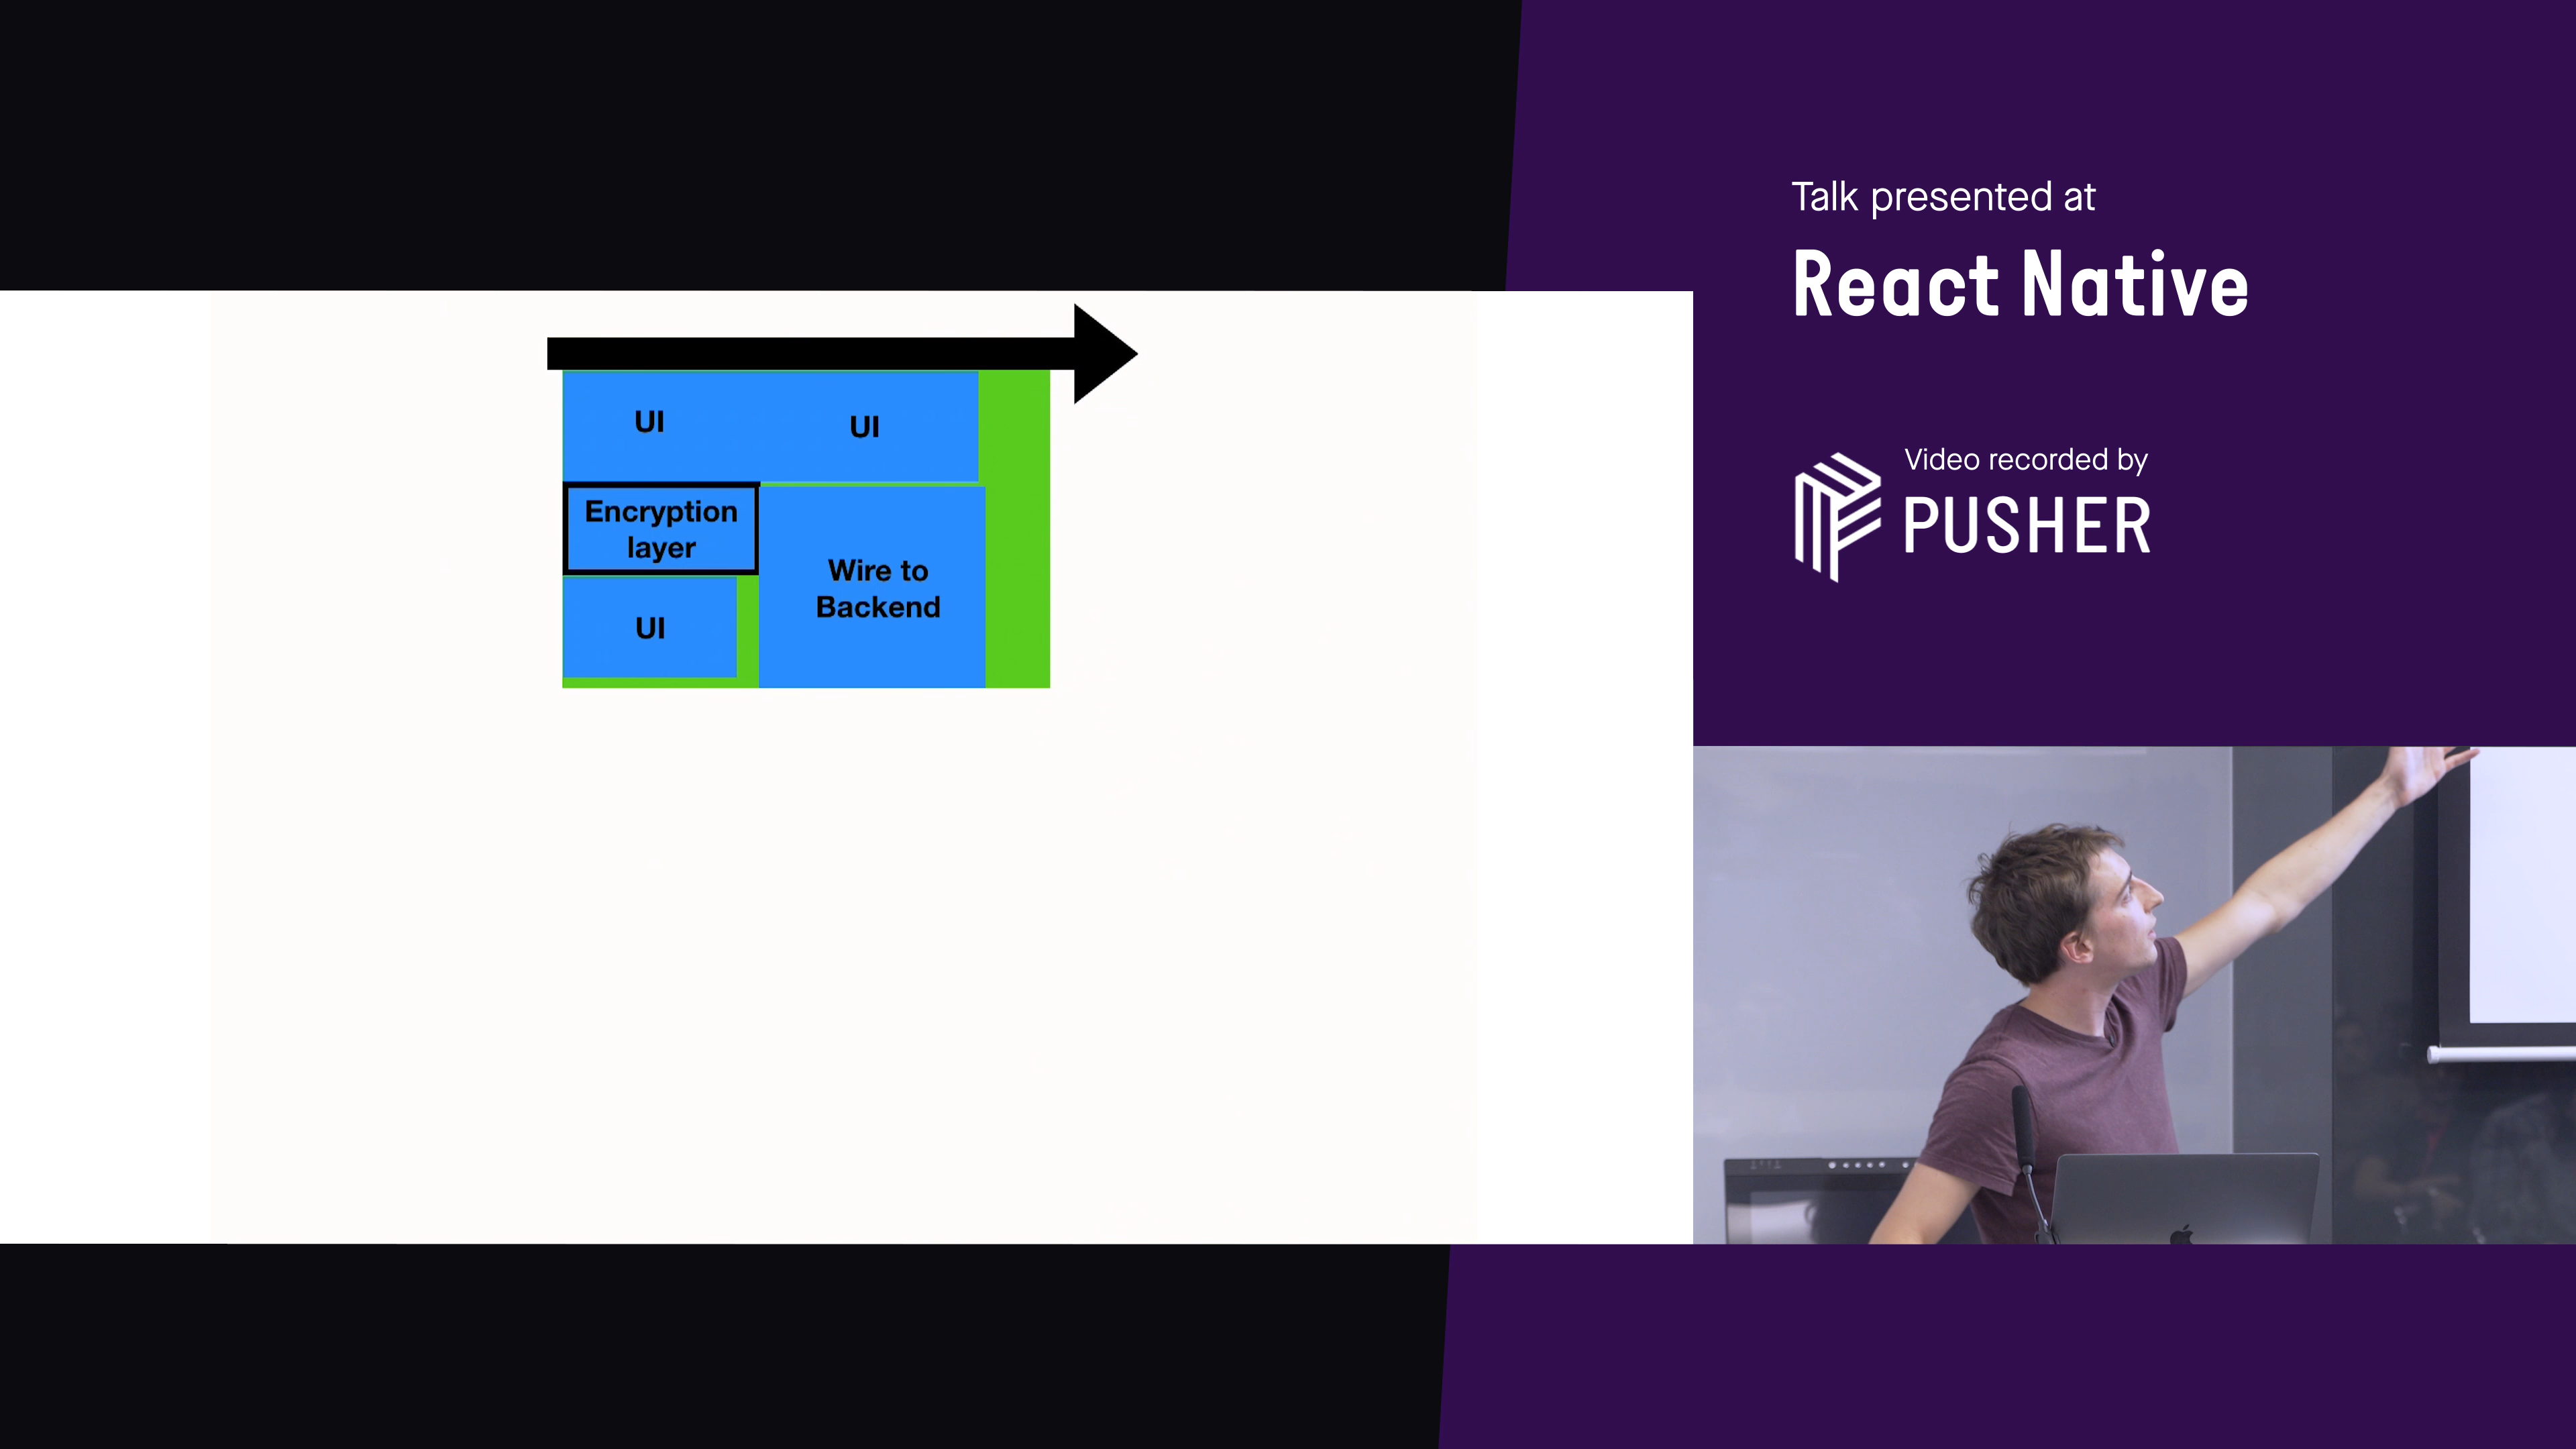 UI
UI
Encryption
layer
Wire to
Backend
UI
Talk presented at
React Native
Video recorded by
PUSHER